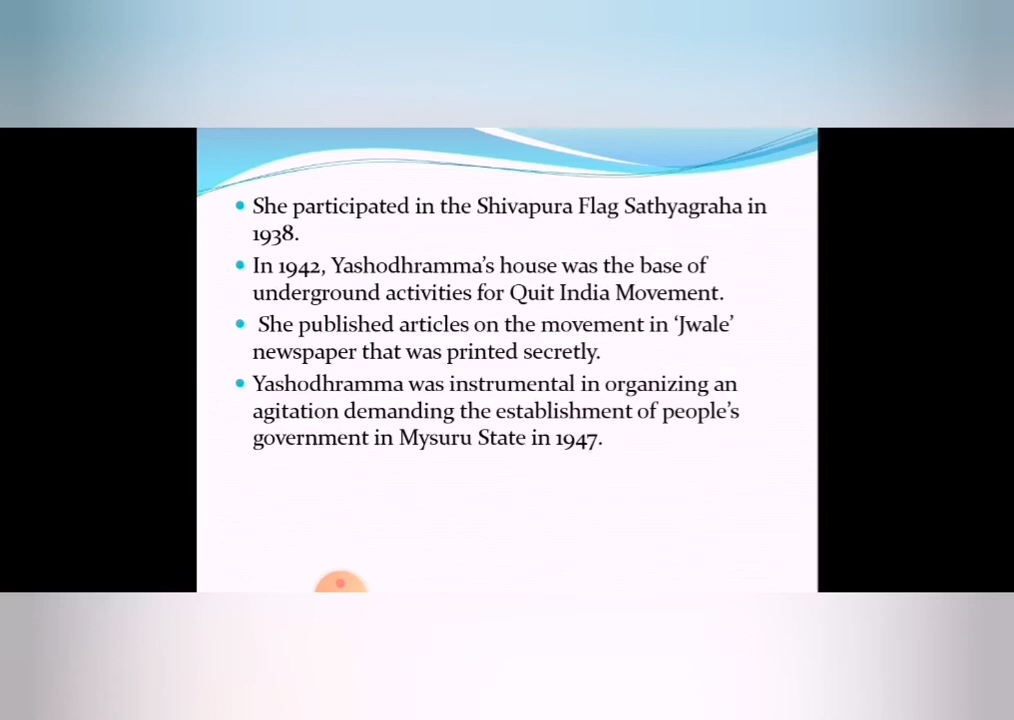 • She participated in the Shivapura Flag Sathyagraha in
1938.
• In 1942, Yashodhramma's house was the base of
underground activities for Quit India Movement.
• She published articles on the movement in ‘Jwale’
newspaper that was printed secretly.
• Yashodhramma was instrumental in organizing an
agitation demanding the establishment of people's
government in Mysuru State in 1947.